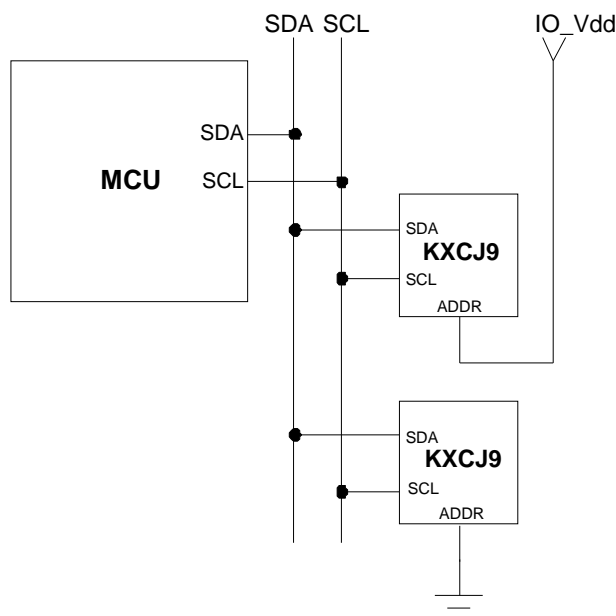 SDA SCL
IO_Vdd
SDA
MCU
SCL
SDA
KXCJ9
SCL
ADDR
SDA
KXCJ9
SCL
ADDR